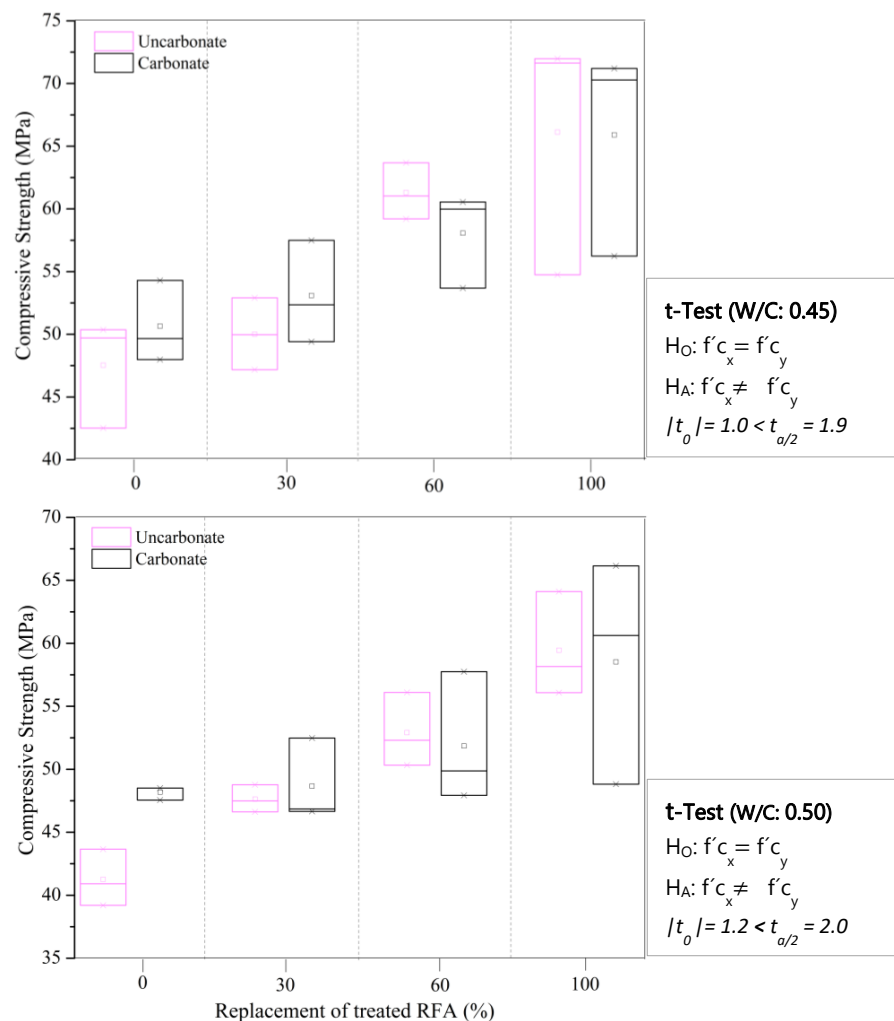 75
70
65
60
55
50
45
40
Compressive Strength (MPa)
Uncarbonate
Carbonate
0 30 60 100
t-Test (W/C: 0.45)
HO: f´cx = f´cy
HA: f´cx ≠ f´cy
|t0|= 1.0 < ta/2 = 1.9
70
65
60
55
50
45
40
35
Compressive Strength (MPa)
Uncarbonate
Carbonate
0 30 60 100
Replacement of treated RFA (%)
t-Test (W/C: 0.50)
HO: f´cx = f´cy
HA: f´cx ≠ f´cy
|t0|= 1.2 < ta/2 = 2.0